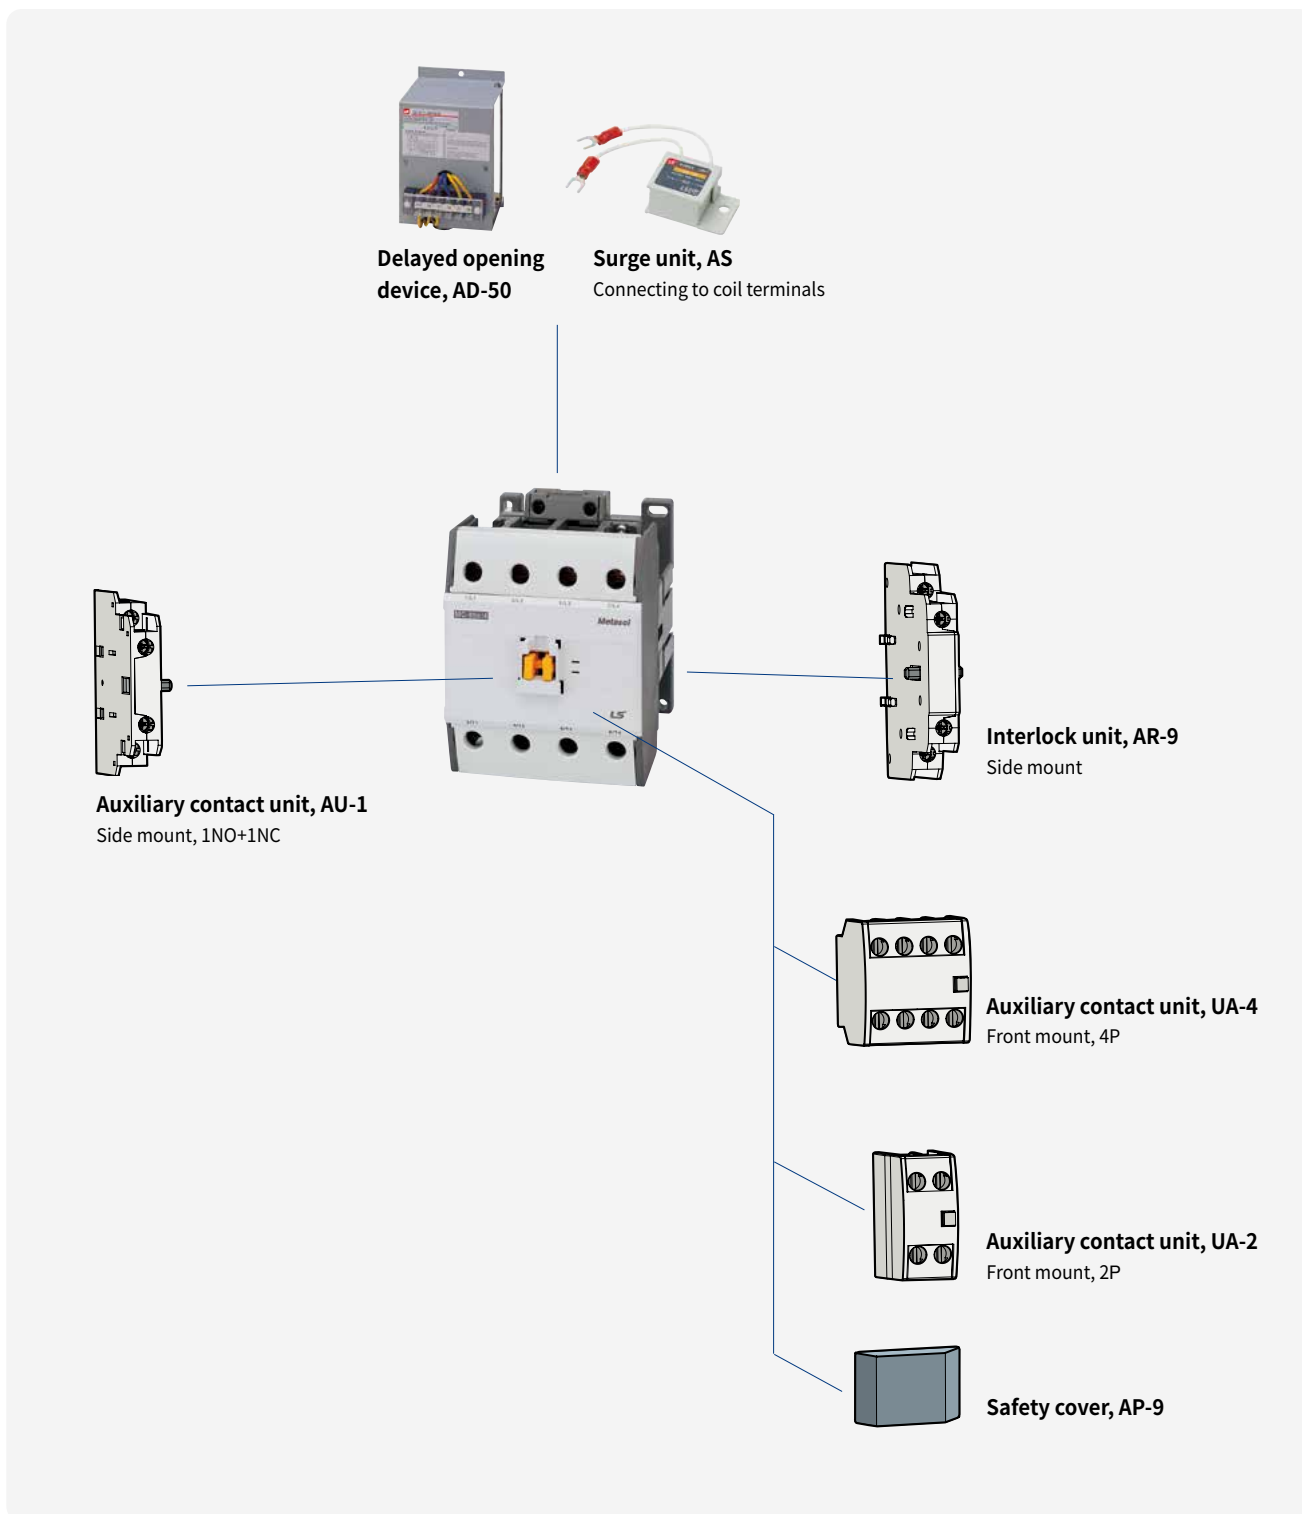 Delayed opening
device, AD-50
Surge unit, AS
Connecting to coil terminals
Metasol
LS
Interlock unit, AR-9
Side mount
Auxiliary contact unit, AU-1
Side mount, 1NO+1NC
Auxiliary contact unit, UA-4
Front mount, 4P
Auxiliary contact unit, UA-2
Front mount, 2P
Safety cover, AP-9